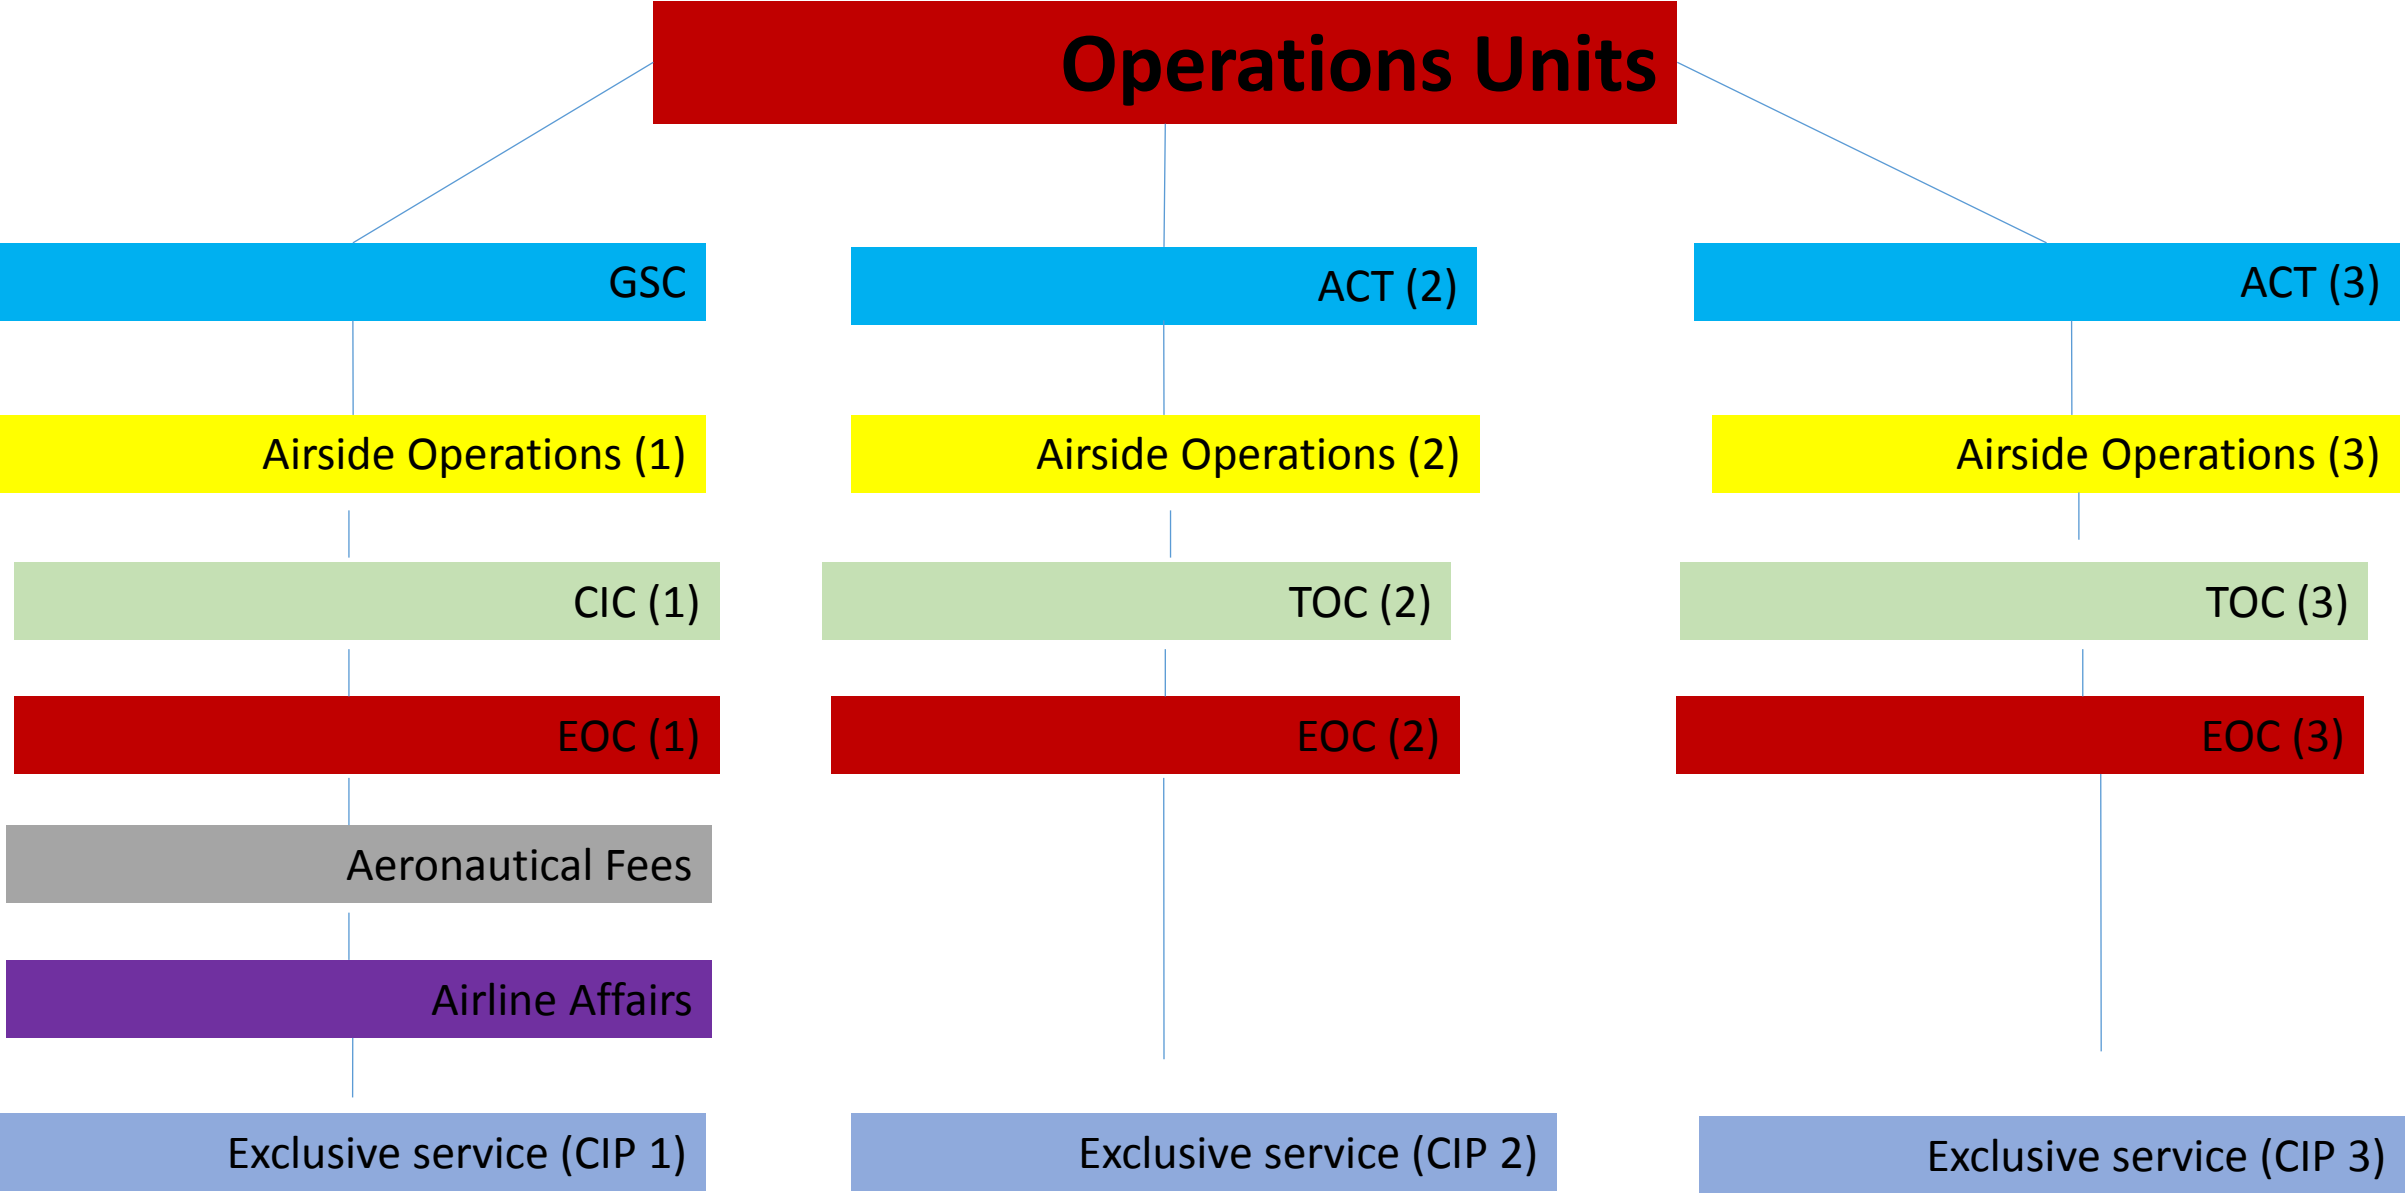 Operations Units
GSC
ACT (2)
ACT (3)
Airside Operations (1)
Airside Operations (2)
Airside Operations (3)
CIC (1)
TOC (2)
TOC (3)
EOC (1)
EOC (2)
EOC (3)
Aeronautical Fees
Airline Affairs
Exclusive service (CIP 1)
Exclusive service (CIP 2)
Exclusive service (CIP 3)